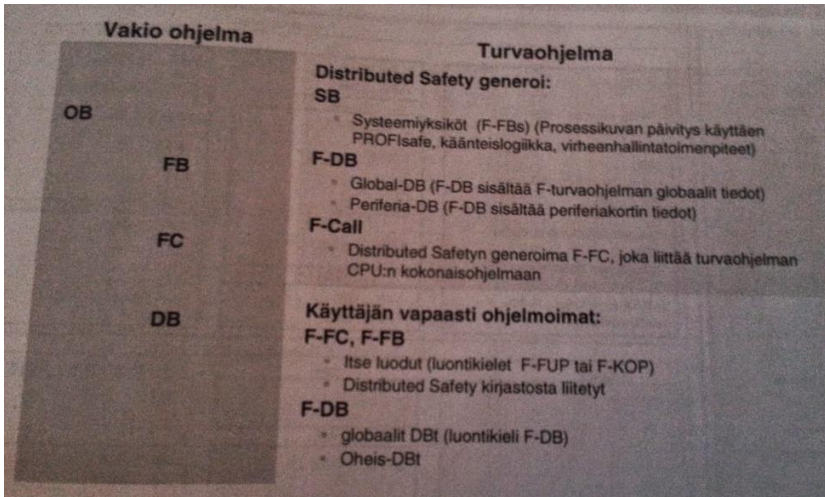 Vakio ohjelma
OB
FB
FC
DB
Turvaohjelma
Distributed Safety generoi:
SB
Systeemiyksiköt (F-FBs) (Prosessikuvan päivitys käyttäen
PROFIsafe, käänteislogiikka, virheenhallintatoimenpiteet)
F-DB
Global-DB (F-DB sisältää F-turvaohjelman globaalit tiedot)
Periferia-DB (F-DB sisältää periferiakortin tiedot)
F-Call
Distributed Safetyn generoima F-FC, joka liittää turvaohjelman
CPU:n kokonaisohjelmaan
Käyttäjän vapaasti ohjelmoimat:
F-FC, F-FB
Itse luodut (luontikielet F-FUP tai F-KOP)
Distributed Safety kirjastosta liitetyt
F-DB
globaalit DBt (luontikieli F-DB)
Oheis-DBt